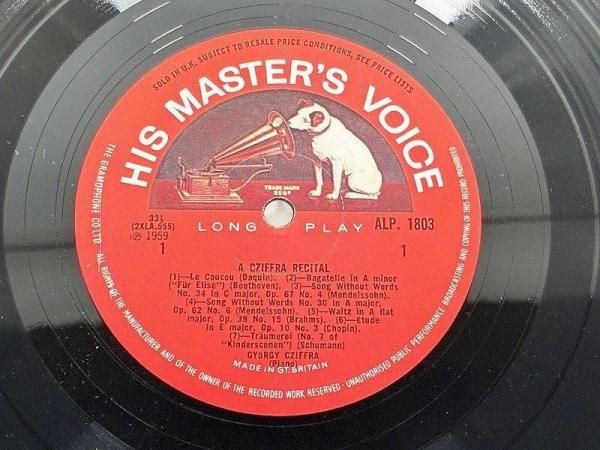 SOLD IN U.K. SUBJECT TO RESALE PRICE CONDITIONS, SEE PRICE LISTS
HIS MASTER'S VOICE
TRADE MARK
REGD
LONG PLAY
33⅓
(2XLA.555)
℗ 1959
1
ALP. 1803
1
A CZIFFRA RECITAL
(1)—Le Coucou (Daquin). (2)—Bagatelle in A minor
("Für Elise") (Beethoven). (3)—Song Without Words
No. 34 in C major, Op. 67 No. 4 (Mendelssohn).
(4)—Song Without Words No. 30 in A major,
Op. 62 No. 6 (Mendelssohn). (5)—Waltz in A flat
major, Op. 39 No. 15 (Brahms). (6)—Etude
in E major, Op. 10 No. 3 (Chopin).
(7)—Träumerei (No. 7 of
"Kinderscenen") (Schumann)
GYORGY CZIFFRA
(Piano)
MADE IN GT. BRITAIN
THE GRAMOPHONE CO. LTD. ALL RIGHTS OF THE MANUFACTURER AND OF THE OWNER OF THE RECORDED WORK RESERVED · UNAUTHORISED PUBLIC PERFORMANCE BROADCASTING AND COPYING OF THIS RECORD PROHIBITED